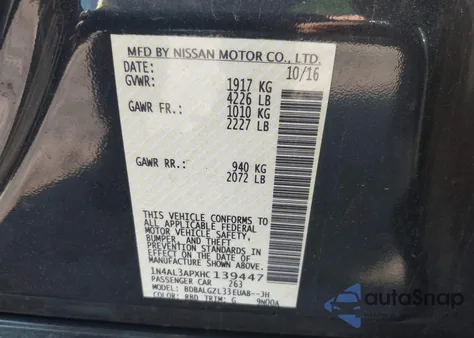 MFD BY NISSAN MOTOR CO., LTD.
DATE: 10/16
GVWR: 1917 KG
4226 LB
GAWR FR.: 1010 KG
2227 LB
GAWR RR.: 940 KG
2072 LB
THIS VEHICLE CONFORMS TO
ALL APPLICABLE FEDERAL
MOTOR VEHICLE SAFETY,
BUMPER, AND THEFT
PREVENTION STANDARDS IN
EFFECT ON THE DATE OF
MANUFACTURE SHOWN ABOVE.
1N4AL3APXHC139447
PASSENGER CAR 263
MODEL: BDBALGZL33EUAB--JH
COLOR: RBD TRIM: G 9N00A
autoSnap